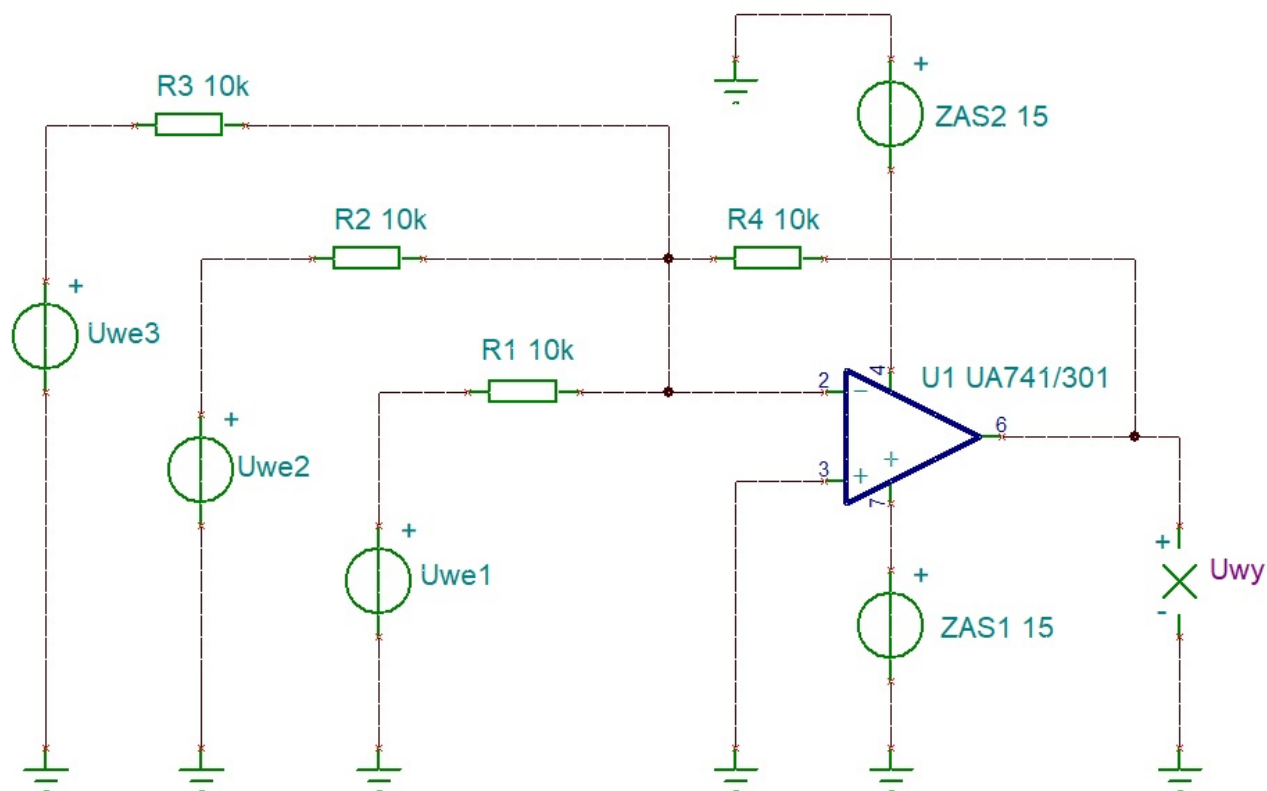 +
R3 10k
ZAS2 15
R2 10k
R4 10k
+
Uwe3
R1 10k
2
−
4
U1 UA741/301
+
6
Uwe2
3
+
+
7
+
Uwe1
+
Uwy
-
+
ZAS1 15